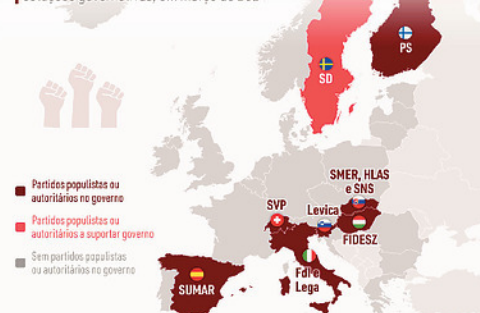 PS
SD
SMER, HLAS
e SNS
SVP
Levica
FIDESZ
Partidos populistas ou
autoritários no governo
Partidos populistas ou
autoritários a suportar governo
Sem partidos populistas
ou autoritários no governo
FdI e
Lega
SUMAR